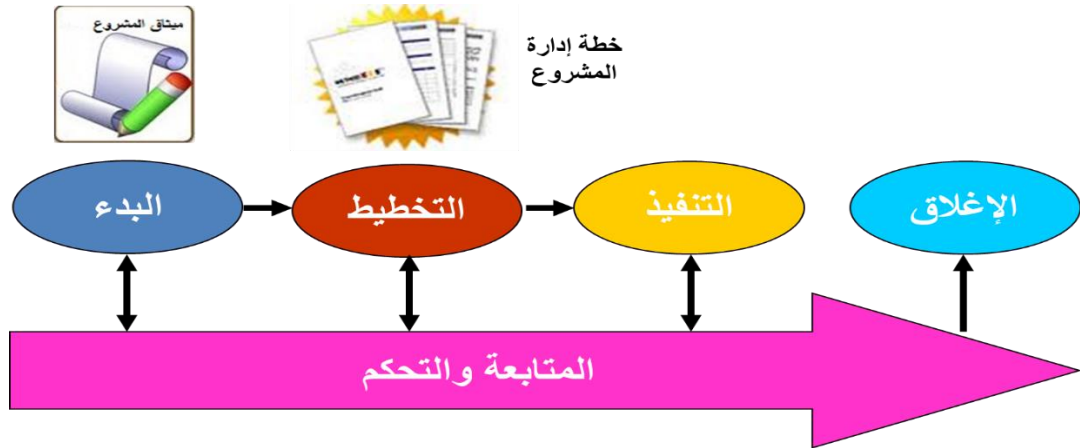 ميثاق المشروع
خطة إدارة
المشروع
البدء
التخطيط
التنفيذ
الإغلاق
المتابعة والتحكم